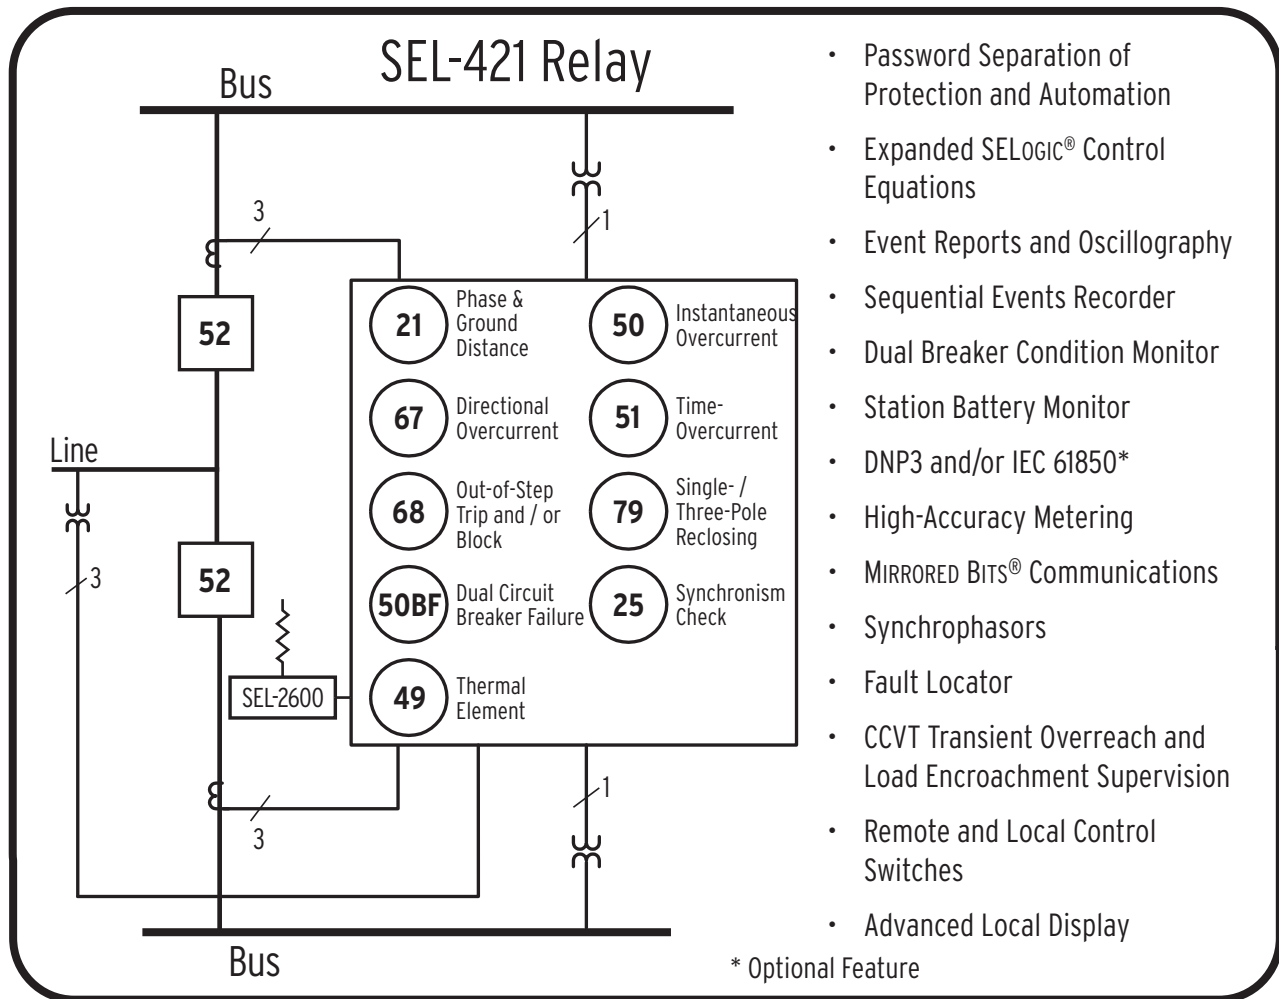 SEL-421 Relay
Bus
3
1
52
21
Phase &
Ground
Distance
50
Instantaneous
Overcurrent
67
Directional
Overcurrent
51
Time-
Overcurrent
Line
68
Out-of-Step
Trip and / or
Block
79
Single- /
Three-Pole
Reclosing
3
52
50BF
Dual Circuit
Breaker Failure
25
Synchronism
Check
SEL-2600
49
Thermal
Element
3
1
Bus
· Password Separation of
Protection and Automation
· Expanded SELOGIC® Control
Equations
· Event Reports and Oscillography
· Sequential Events Recorder
· Dual Breaker Condition Monitor
· Station Battery Monitor
· DNP3 and/or IEC 61850*
· High-Accuracy Metering
· MIRRORED BITS® Communications
· Synchrophasors
· Fault Locator
· CCVT Transient Overreach and
Load Encroachment Supervision
· Remote and Local Control
Switches
· Advanced Local Display
* Optional Feature